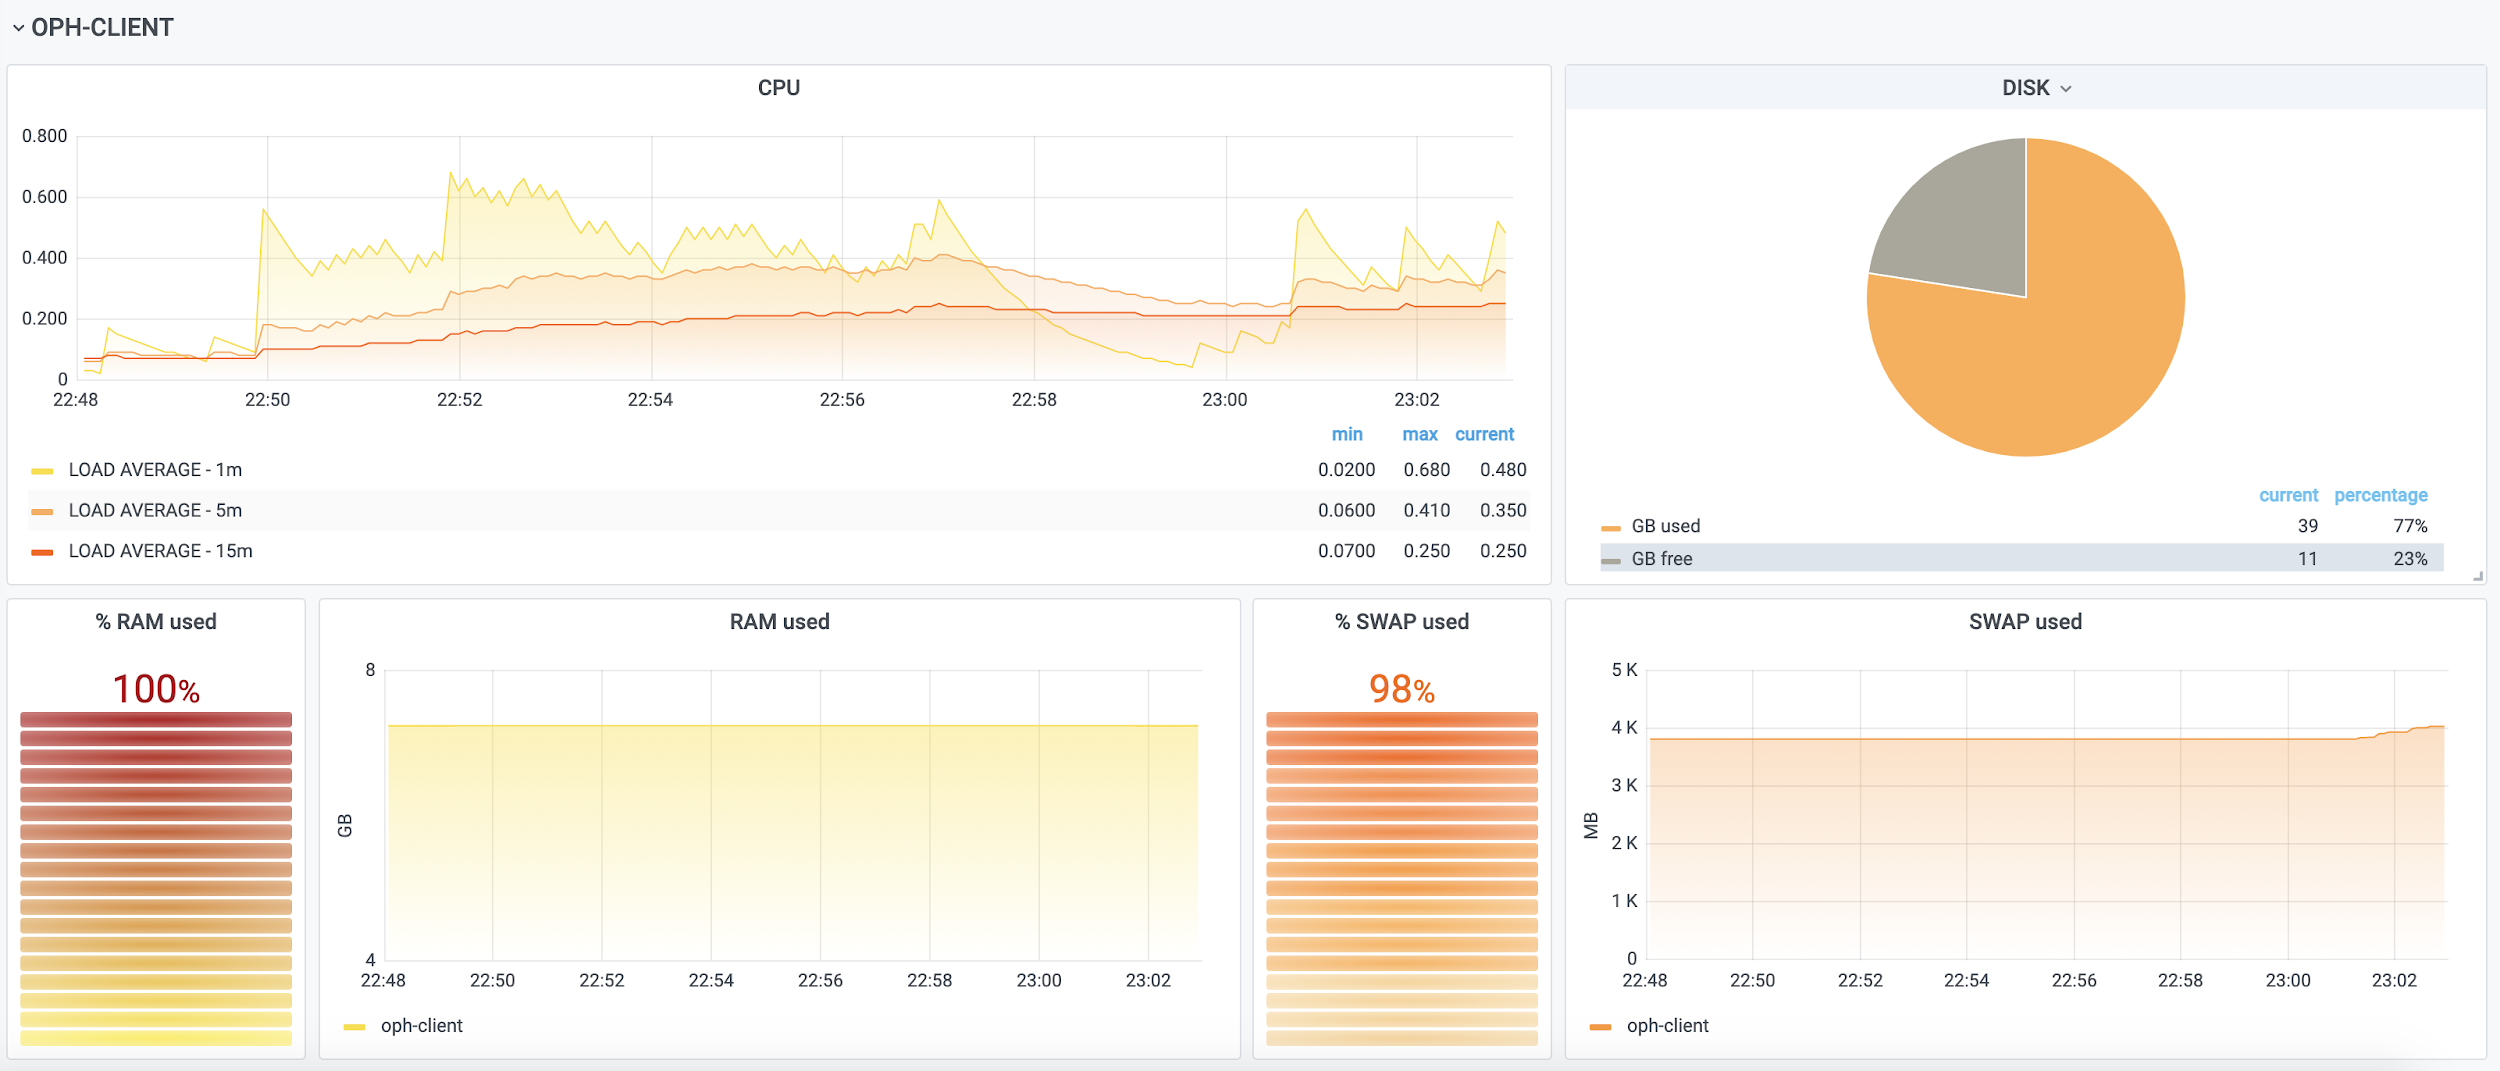 OPH-CLIENT
CPU
0.800
0.600
0.400
0.200
0
22:48 22:50 22:52 22:54 22:56 22:58 23:00 23:02
min max current
LOAD AVERAGE - 1m 0.0200 0.680 0.480
LOAD AVERAGE - 5m 0.0600 0.410 0.350
LOAD AVERAGE - 15m 0.0700 0.250 0.250
DISK
current percentage
GB used 39 77%
GB free 11 23%
% RAM used
100%
RAM used
8
GB
4
22:48 22:50 22:52 22:54 22:56 22:58 23:00 23:02
oph-client
% SWAP used
98%
SWAP used
5 K
4 K
3 K
MB
2 K
1 K
0
22:48 22:50 22:52 22:54 22:56 22:58 23:00 23:02
oph-client